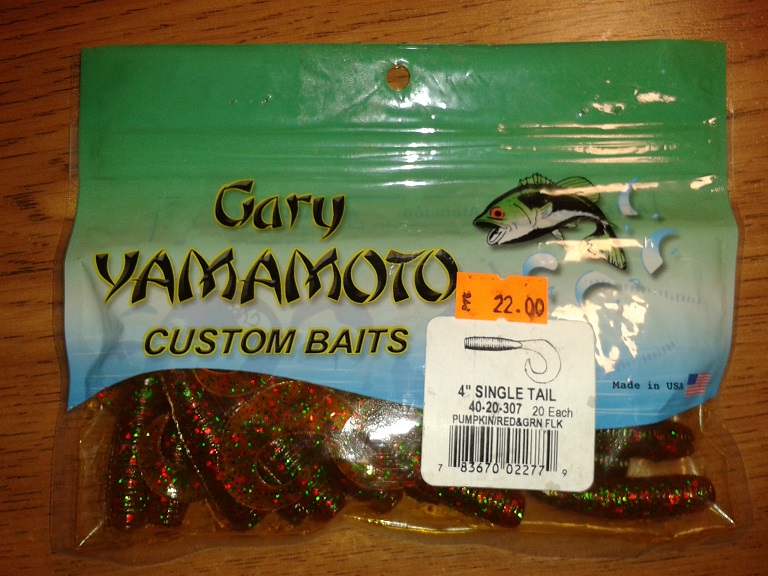 Gary
YAMAMOTO
CUSTOM BAITS
22.00
4" SINGLE TAIL
40-20-307 20 Each
PUMPKIN/RED&GRN FLK
7 83670 02277 9
Made in USA